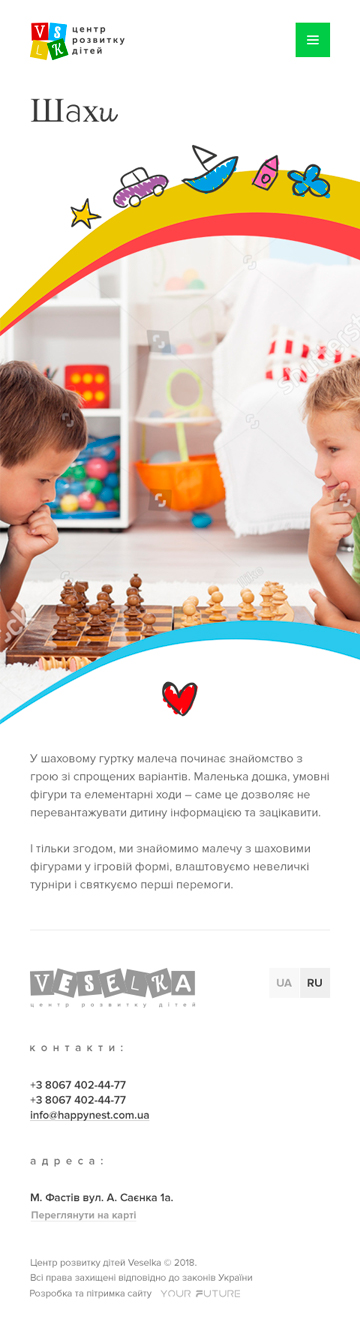 VSLK
центр
розвитку
дітей
Шахи
У шаховому гуртку малеча починає знайомство з
грою зі спрощених варіантів. Маленька дошка, умовні
фігури та елементарні ходи – саме це дозволяє не
перевантажувати дитину інформацією та зацікавити.
І тільки згодом, ми знайомимо малечу з шаховими
фігурами у ігровій формі, влаштовуємо невеличкі
турніри і святкуємо перші перемоги.
VESELKA
центр розвитку дітей
UA RU
контакти:
+3 8067 402-44-77
+3 8067 402-44-77
info@happynest.com.ua
адреса:
М. Фастів вул. А. Саєнка 1а.
Переглянути на карті
Центр розвитку дітей Veselka © 2018.
Всі права захищені відповідно до законів України
Розробка та пітримка сайту YOUR FUTURE